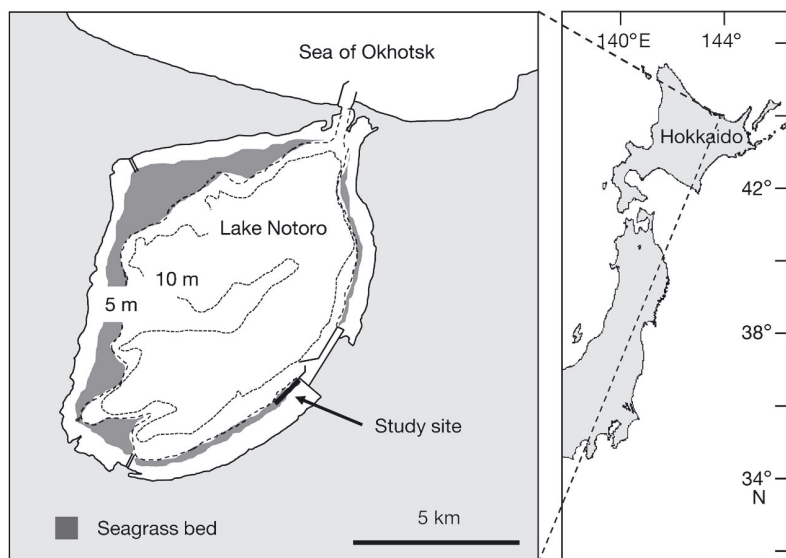 Sea of Okhotsk
Lake Notoro
10 m
5 m
Study site
Seagrass bed
5 km
140°E
144°
Hokkaido
42°
38°
34°
N